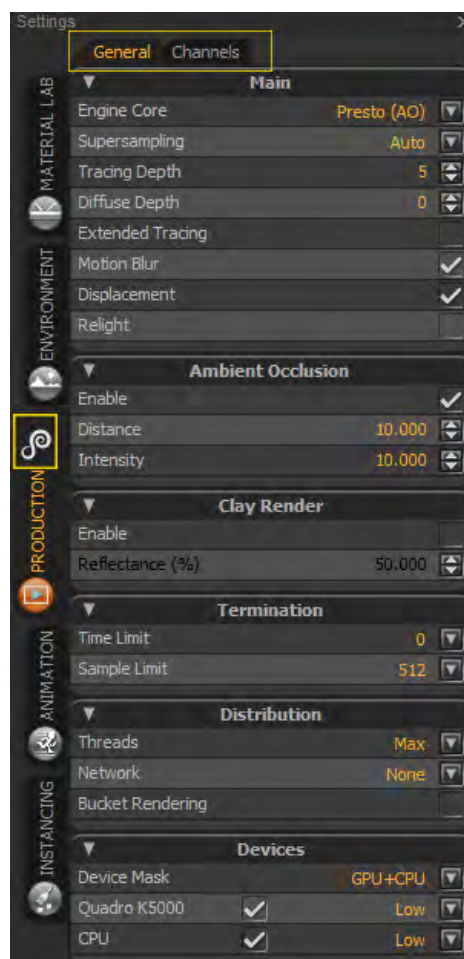 Settings
General Channels
Main
Engine Core Presto (AO)
Supersampling Auto
Tracing Depth 5
Diffuse Depth 0
Extended Tracing
Motion Blur
Displacement
Relight
Ambient Occlusion
Enable
Distance 10.000
Intensity 10.000
Clay Render
Enable
Reflectance (%) 50.000
Termination
Time Limit 0
Sample Limit 512
Distribution
Threads Max
Network None
Bucket Rendering
Devices
Device Mask GPU+CPU
Quadro K5000 Low
CPU Low
MATERIAL LAB
ENVIRONMENT
PRODUCTION
ANIMATION
INSTANCING